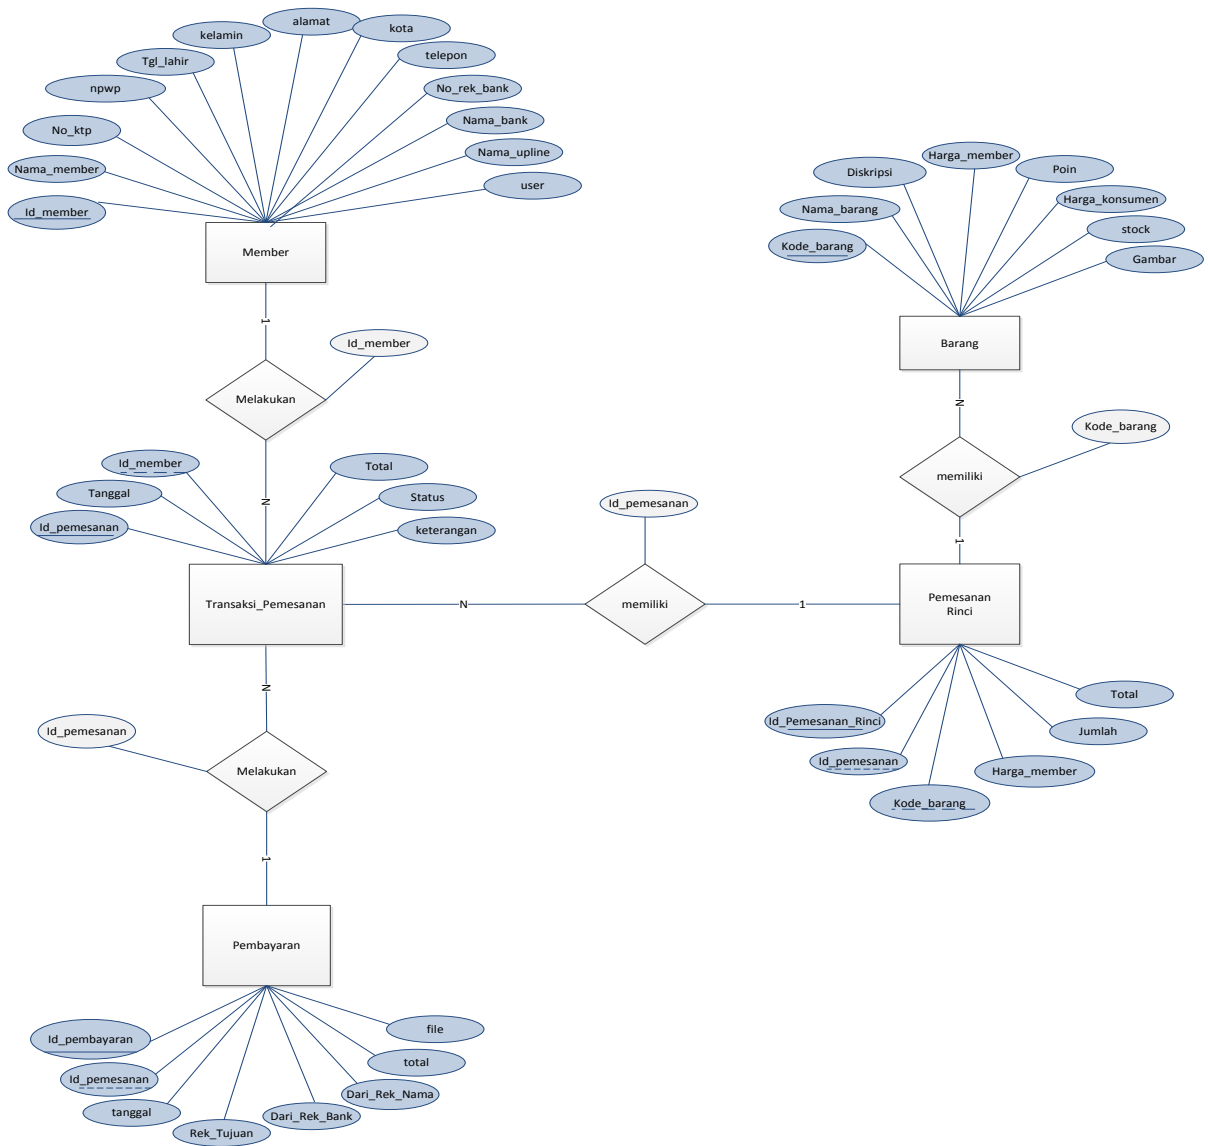 alamat
kota
kelamin
telepon
Tgl_lahir
No_rek_bank
npwp
Nama_bank
No_ktp
Nama_upline
Nama_member
user
Id_member
Member
1
Id_member
Melakukan
N
Harga_member
Poin
Diskripsi
Harga_konsumen
Nama_barang
stock
Kode_barang
Gambar
Barang
N
Kode_barang
memiliki
1
Id_member
Total
Tanggal
Status
Id_pemesanan
keterangan
Transaksi_Pemesanan
N
Id_pemesanan
memiliki
1
Pemesanan
Rinci
Total
Id_Pemesanan_Rinci
Jumlah
Id_pemesanan
Harga_member
Kode_barang
N
Id_pemesanan
Melakukan
1
Pembayaran
file
Id_pembayaran
total
Id_pemesanan
Dari_Rek_Nama
tanggal
Dari_Rek_Bank
Rek_Tujuan